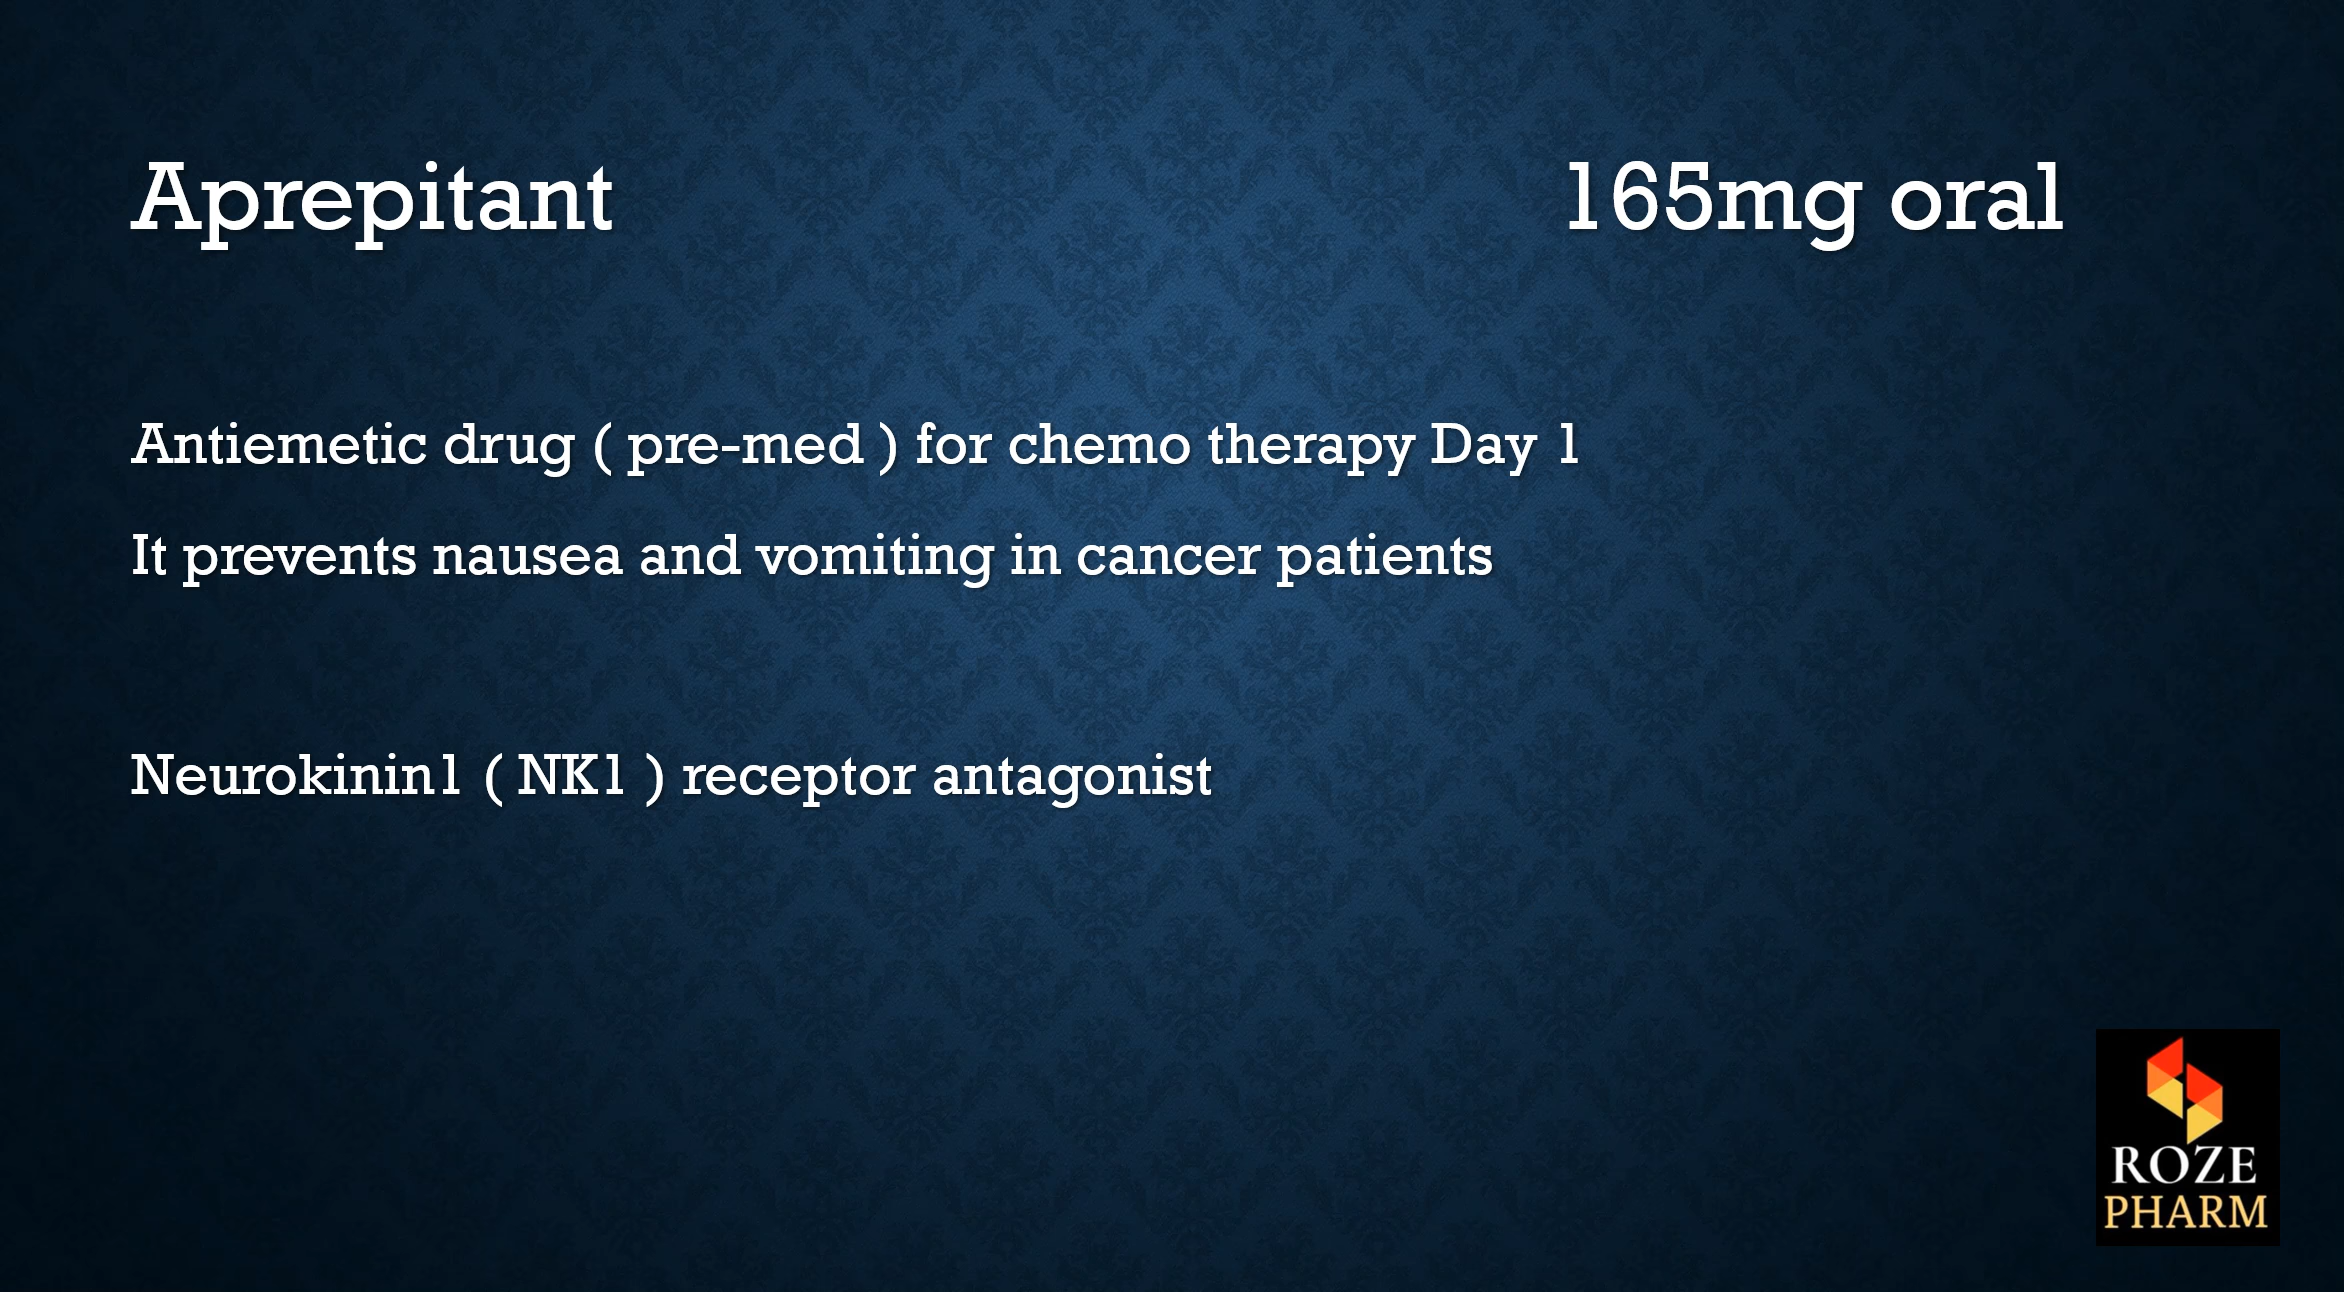 Aprepitant 165mg oral
Antiemetic drug ( pre-med ) for chemo therapy Day 1
It prevents nausea and vomiting in cancer patients
Neurokinin1 ( NK1 ) receptor antagonist
ROZE
PHARM